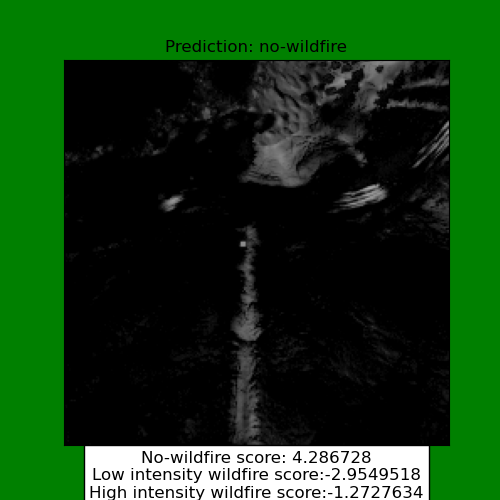 Prediction: no-wildfire
No-wildfire score: 4.286728
Low intensity wildfire score:-2.9549518
High intensity wildfire score:-1.2727634